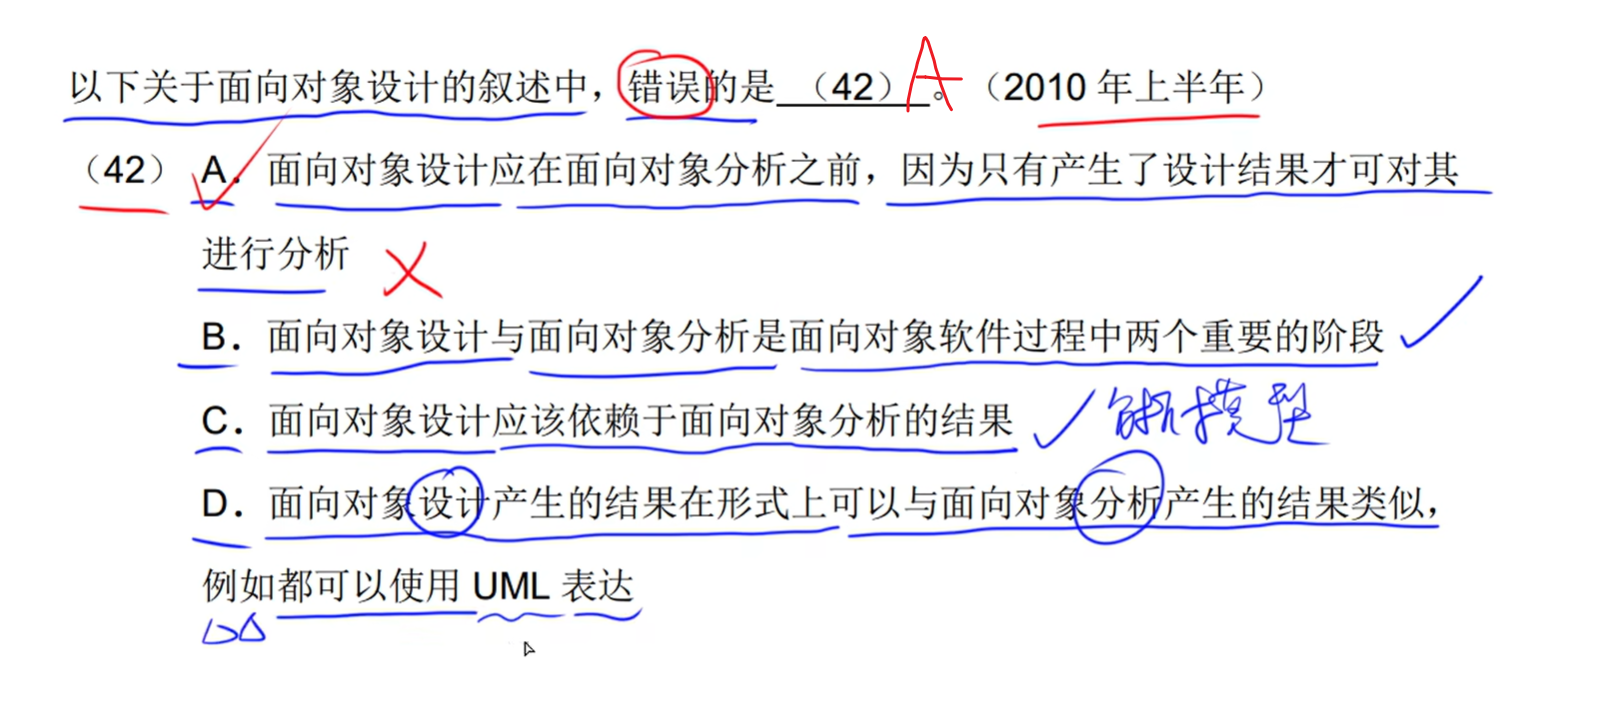 以下关于面向对象设计的叙述中，错误的是 （42） A 。（2010 年上半年）
（42） A．面向对象设计应在面向对象分析之前，因为只有产生了设计结果才可对其
进行分析
B．面向对象设计与面向对象分析是面向对象软件过程中两个重要的阶段
C．面向对象设计应该依赖于面向对象分析的结果 分析模型
D．面向对象设计产生的结果在形式上可以与面向对象分析产生的结果类似，
例如都可以使用 UML 表达